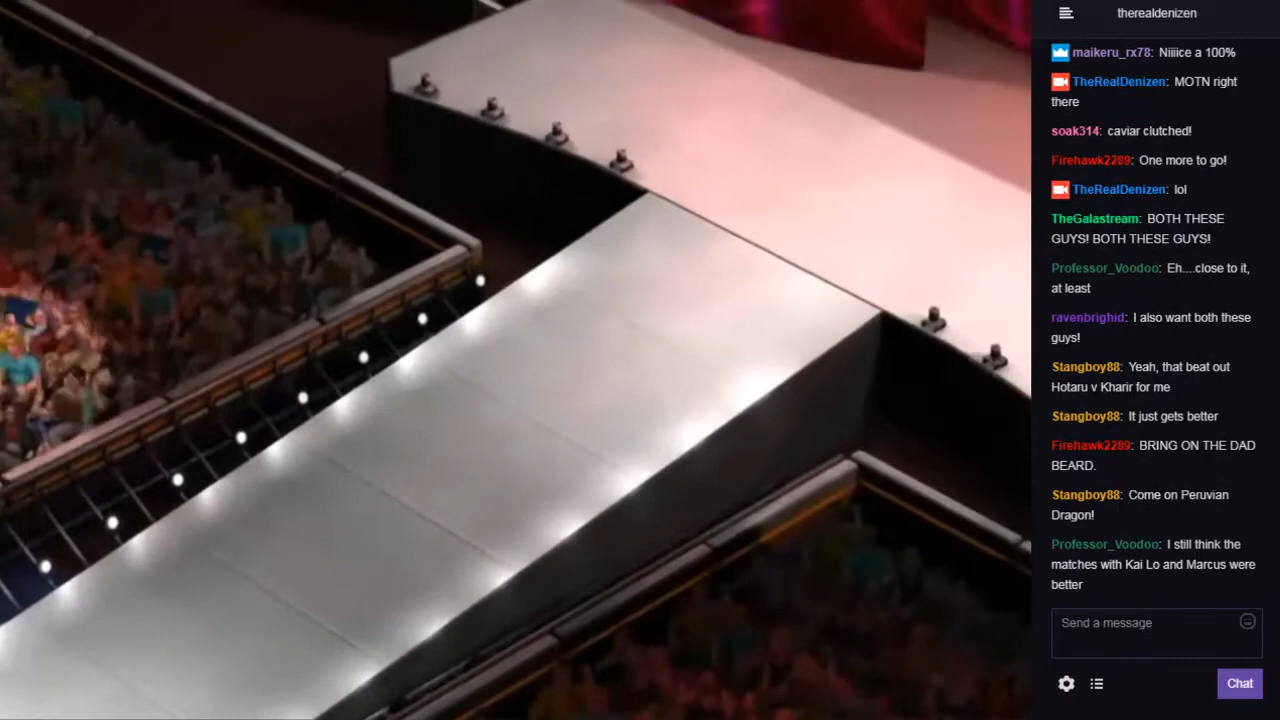 therealdenizen
maikeru_rx78: Niiiice a 100%
TheRealDenizen: MOTN right
there
soak314: caviar clutched!
Firehawk2289: One more to go!
TheRealDenizen: lol
TheGalastream: BOTH THESE
GUYS! BOTH THESE GUYS!
Professor_Voodoo: Eh....close to it,
at least
ravenbrighid: I also want both these
guys!
Stangboy88: Yeah, that beat out
Hotaru v Kharir for me
Stangboy88: It just gets better
Firehawk2289: BRING ON THE DAD
BEARD.
Stangboy88: Come on Peruvian
Dragon!
Professor_Voodoo: I still think the
matches with Kai Lo and Marcus were
better
Send a message
Chat